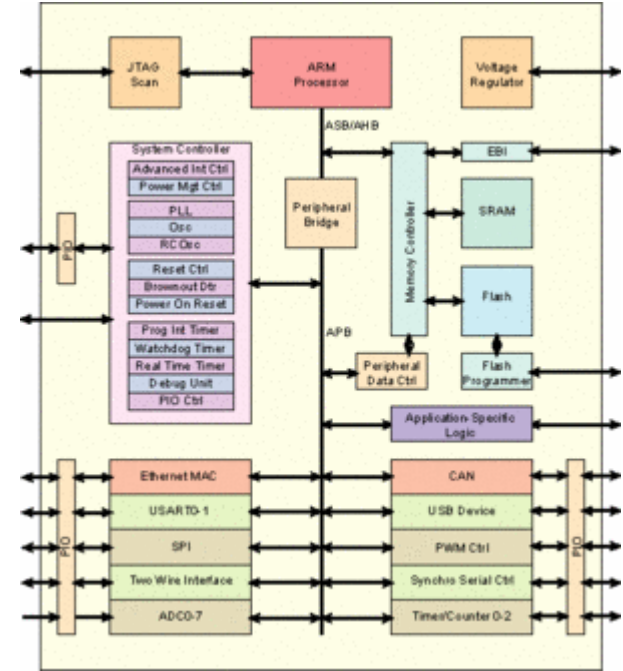 JTAG
Scan
ARM
Processor
Voltage
Regulator
ASB/AHB
System Controller
Advanced Int Ctrl
Power Mgt Ctrl
PLL
Osc
RC Osc
Reset Ctrl
Brownout Dtr
Power On Reset
Prog Int Timer
Watchdog Timer
Real Time Timer
Debug Unit
PIO Ctrl
PIO
Peripheral
Bridge
Memory Controller
EBI
SRAM
Flash
APB
Peripheral
Data Ctrl
Flash
Programmer
Application-Specific
Logic
PIO
Ethernet MAC
USART0-1
SPI
Two Wire Interface
ADC0-7
CAN
USB Device
PWM Ctrl
Synchro Serial Ctrl
Timer/Counter 0-2
PIO